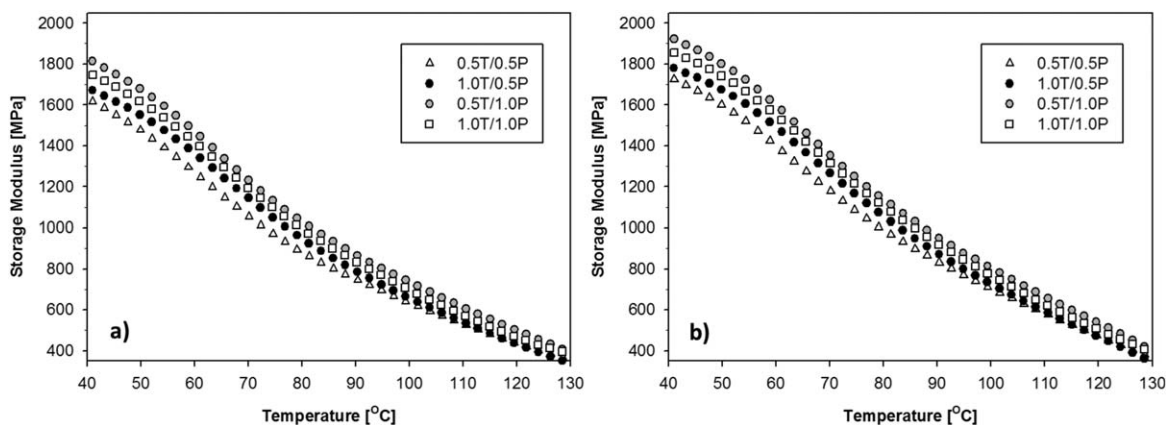 2000
1800
1600
1400
1200
1000
800
600
400
Storage Modulus [MPa]
0.5T/0.5P
1.0T/0.5P
0.5T/1.0P
1.0T/1.0P
a)
40 50 60 70 80 90 100 110 120 130
Temperature [OC]
2000
1800
1600
1400
1200
1000
800
600
400
Storage Modulus [MPa]
0.5T/0.5P
1.0T/0.5P
0.5T/1.0P
1.0T/1.0P
b)
40 50 60 70 80 90 100 110 120 130
Temperature [OC]